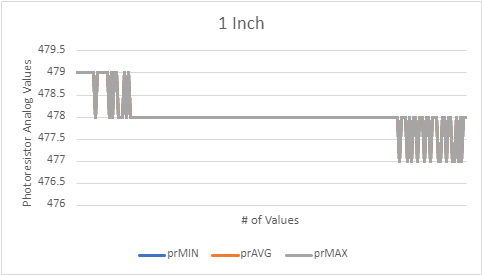 1 Inch
Photoresistor Analog Values
479.5
479
478.5
478
477.5
477
476.5
476
# of Values
prMIN prAVG prMAX